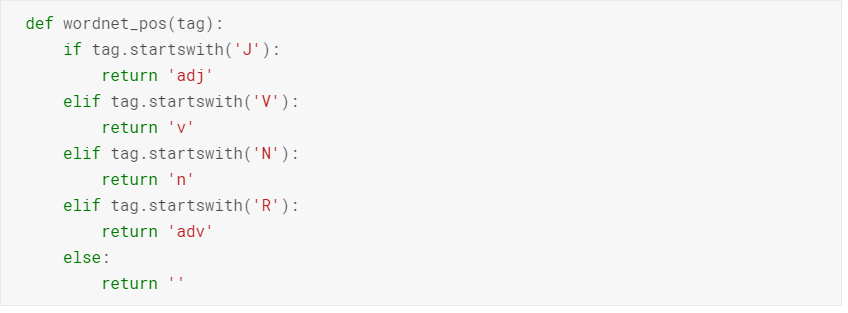 def wordnet_pos(tag):
    if tag.startswith('J'):
        return 'adj'
    elif tag.startswith('V'):
        return 'v'
    elif tag.startswith('N'):
        return 'n'
    elif tag.startswith('R'):
        return 'adv'
    else:
        return ''